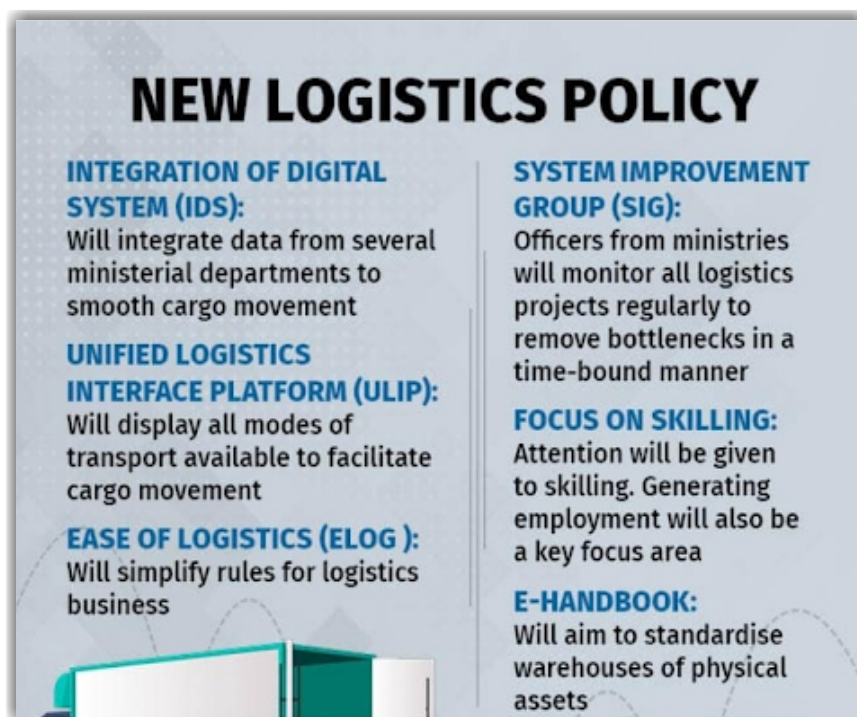 NEW LOGISTICS POLICY
INTEGRATION OF DIGITAL
SYSTEM (IDS):
Will integrate data from several
ministerial departments to
smooth cargo movement
UNIFIED LOGISTICS
INTERFACE PLATFORM (ULIP):
Will display all modes of
transport available to facilitate
cargo movement
EASE OF LOGISTICS (ELOG ):
Will simplify rules for logistics
business
SYSTEM IMPROVEMENT
GROUP (SIG):
Officers from ministries
will monitor all logistics
projects regularly to
remove bottlenecks in a
time-bound manner
FOCUS ON SKILLING:
Attention will be given
to skilling. Generating
employment will also be
a key focus area
E-HANDBOOK:
Will aim to standardise
warehouses of physical
assets